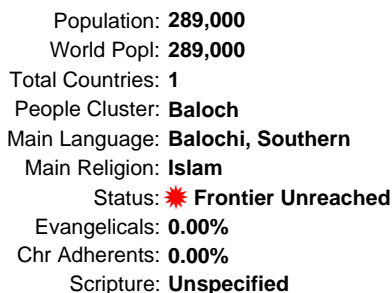 Population: 289,000
World Popl: 289,000
Total Countries: 1
People Cluster: Baloch
Main Language: Balochi, Southern
Main Religion: Islam
Status: Frontier Unreached
Evangelicals: 0.00%
Chr Adherents: 0.00%
Scripture: Unspecified